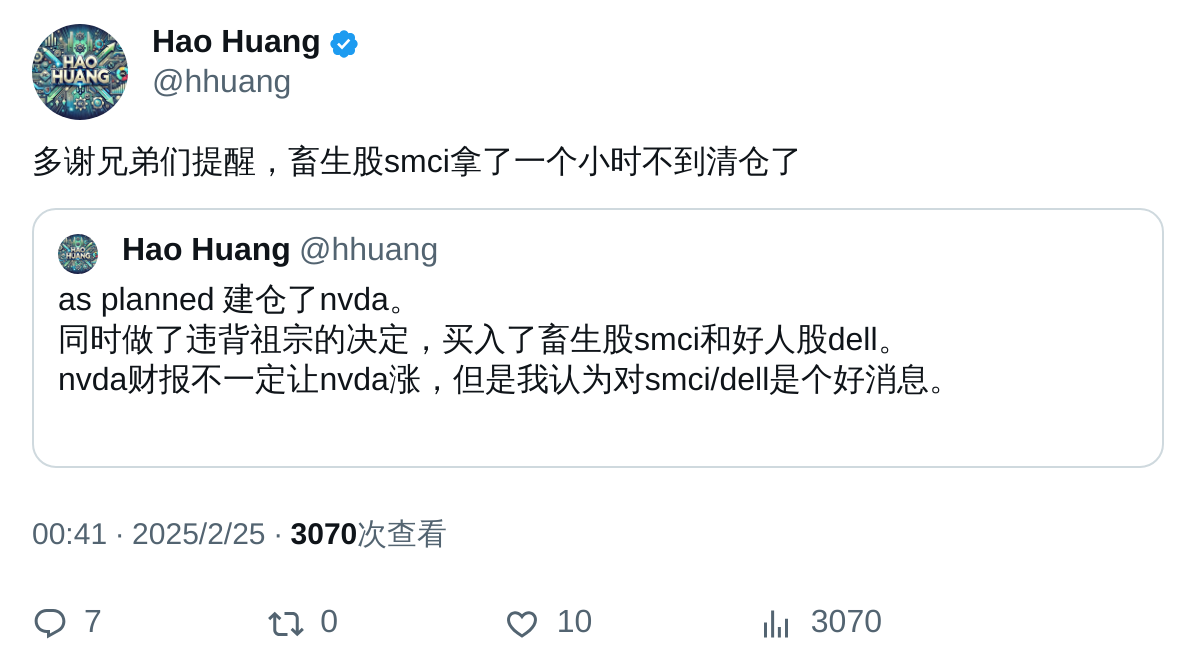 HAO
HUANG
Hao Huang
@hhuang
多谢兄弟们提醒，畜生股smci拿了一个小时不到清仓了
HAO
HUANG
Hao Huang @hhuang
as planned 建仓了nvda。
同时做了违背祖宗的决定，买入了畜生股smci和好人股dell。
nvda财报不一定让nvda涨，但是我认为对smci/dell是个好消息。
00:41 · 2025/2/25 · 3070次查看
7 0 10 3070